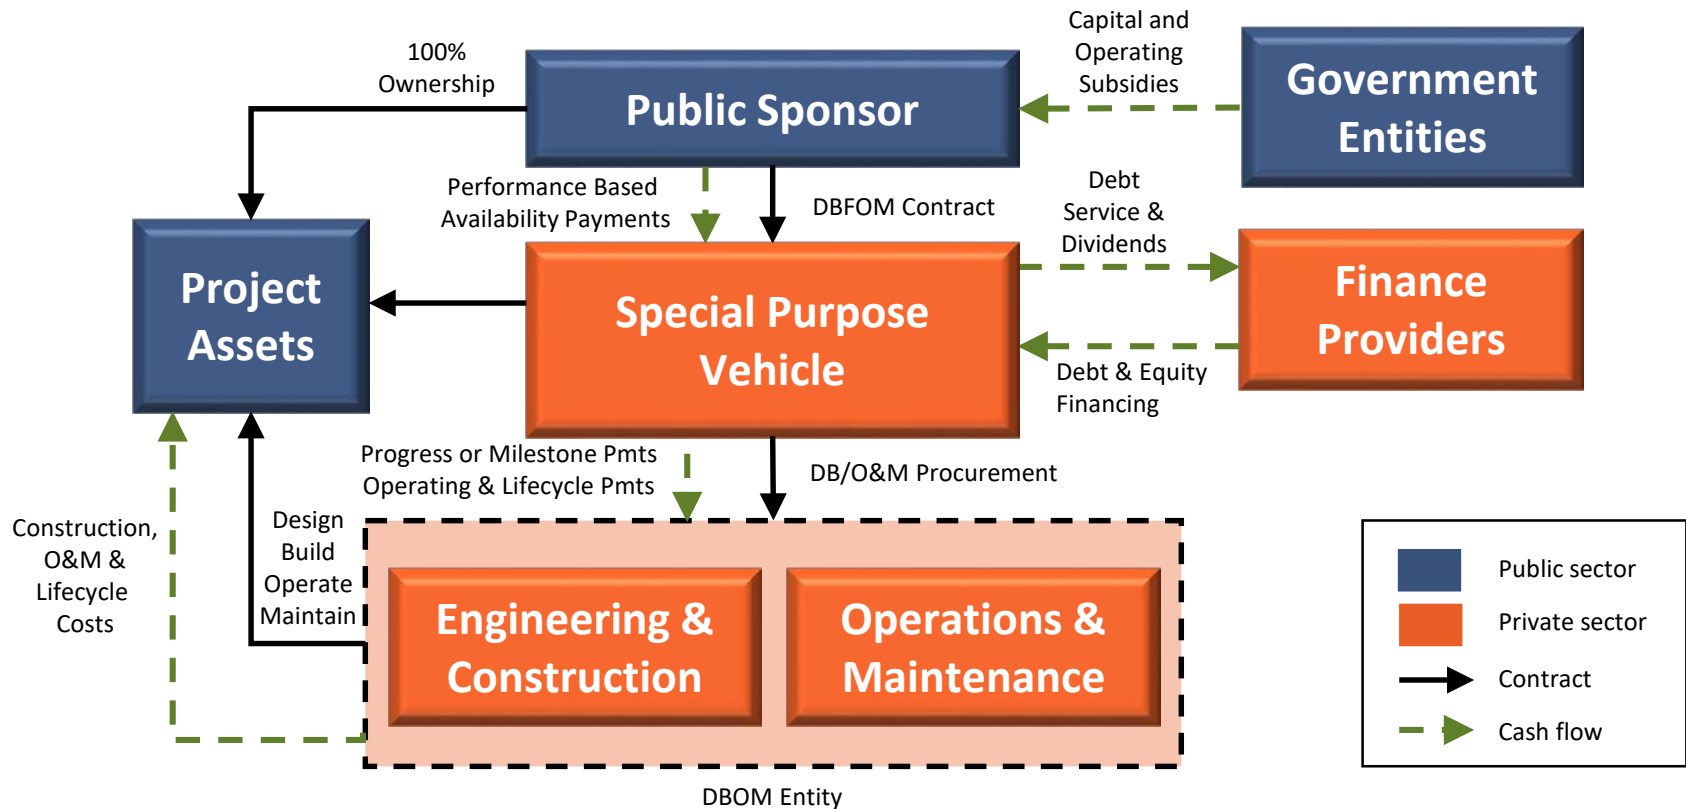 100%
Ownership
Public Sponsor
Capital and
Operating
Subsidies
Government
Entities
Performance Based
Availability Payments
DBFOM Contract
Debt
Service &
Dividends
Project
Assets
Special Purpose
Vehicle
Finance
Providers
Debt & Equity
Financing
Progress or Milestone Pmts
Operating & Lifecycle Pmts
DB/O&M Procurement
Construction,
O&M &
Lifecycle
Costs
Design
Build
Operate
Maintain
Engineering &
Construction
Operations &
Maintenance
DBOM Entity
Public sector
Private sector
Contract
Cash flow